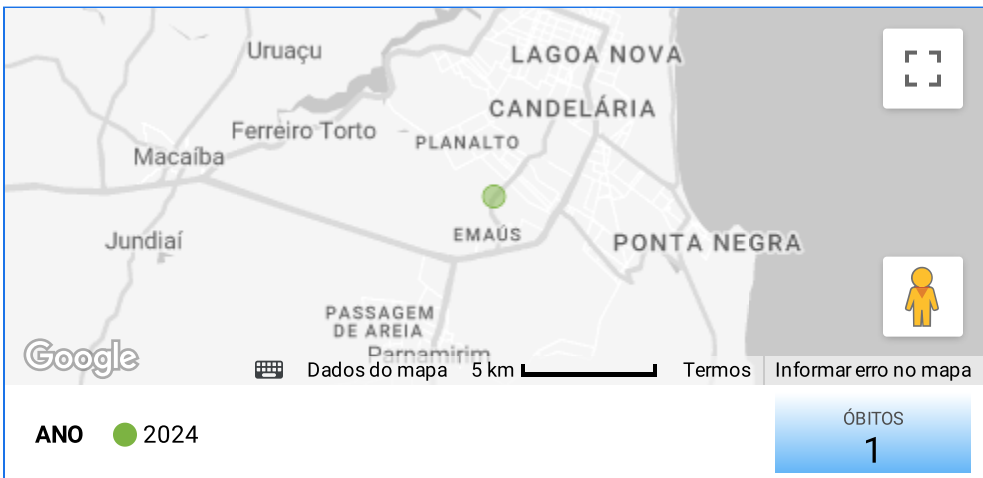 Uruaçu
LAGOA NOVA
CANDELÁRIA
Ferreiro Torto
PLANALTO
Macaíba
EMAÚS
Jundiaí
PONTA NEGRA
PASSAGEM
DE AREIA
Parnamirim
Google
Dados do mapa 5 km Termos Informar erro no mapa
ANO 2024
ÓBITOS
1